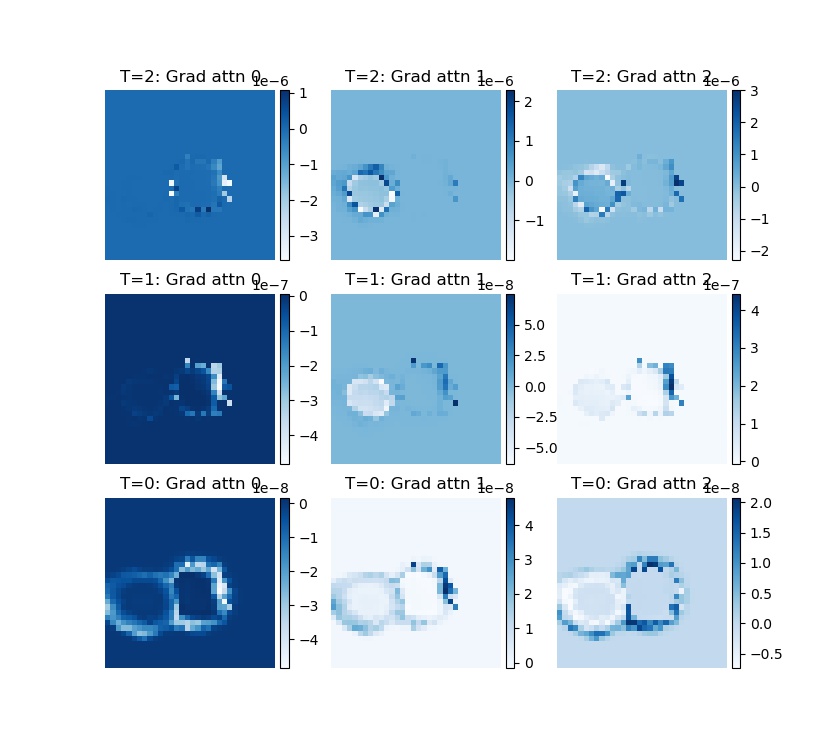 T=2: Grad attn 0
1e−6
T=2: Grad attn 1
1e−6
T=2: Grad attn 2
1e−6
1
0
−1
−2
−3
2
1
0
−1
3
2
1
0
−1
−2
T=1: Grad attn 0
1e−7
T=1: Grad attn 1
1e−8
T=1: Grad attn 2
1e−7
0
−1
−2
−3
−4
5.0
2.5
0.0
−2.5
−5.0
4
3
2
1
0
T=0: Grad attn 0
1e−8
T=0: Grad attn 1
1e−8
T=0: Grad attn 2
1e−8
0
−1
−2
−3
−4
4
3
2
1
0
2.0
1.5
1.0
0.5
0.0
−0.5